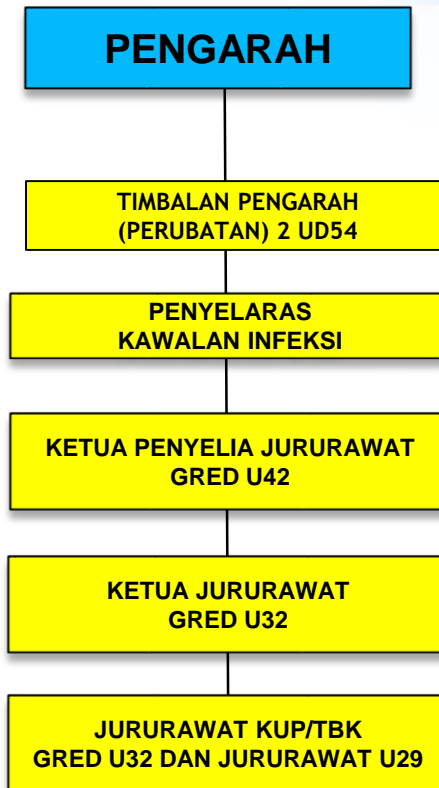 PENGARAH
TIMBALAN PENGARAH
(PERUBATAN) 2 UD54
PENYELARAS
KAWALAN INFEKSI
KETUA PENYELIA JURURAWAT
GRED U42
KETUA JURURAWAT
GRED U32
JURURAWAT KUP/TBK
GRED U32 DAN JURURAWAT U29